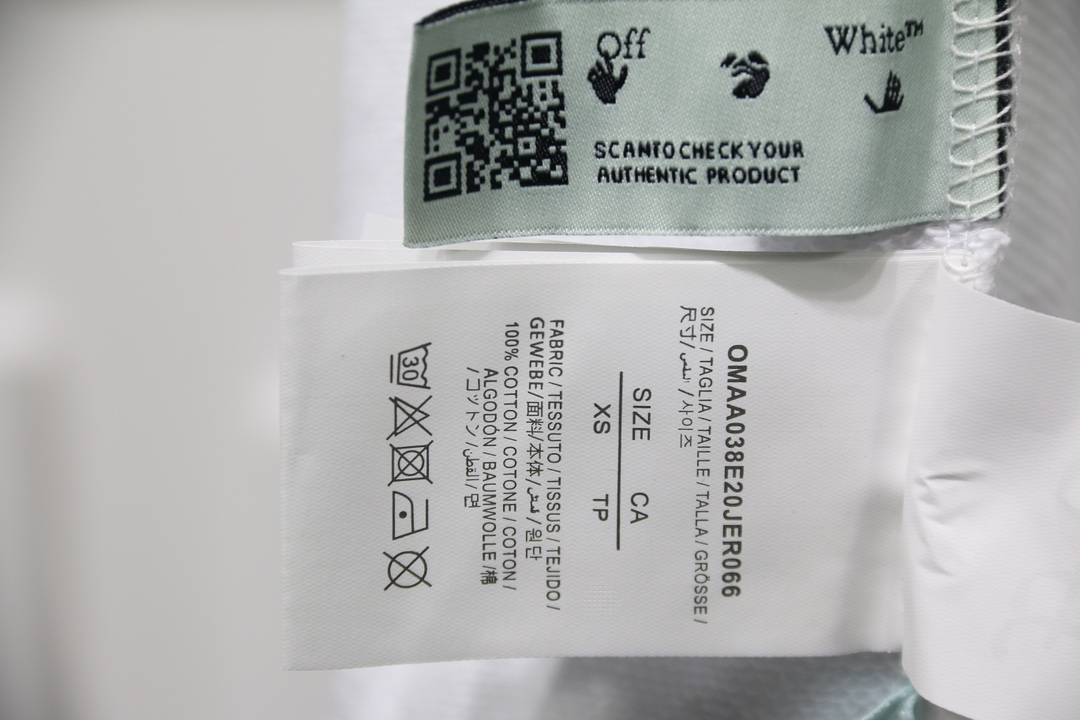 Off
White™
SCAN TO CHECK YOUR
AUTHENTIC PRODUCT
OMAA038E20JER066
SIZE / TAGLIA / TAILLE / TALLA / GRÖSSE /
尺寸 / / 사이즈
SIZE CA
XS TP
FABRIC / TESSUTO / TISSUS / TEJIDO /
GEWEBE / 面料 / 本体 / / 원단
100% COTTON / COTONE / COTON /
ALGODÓN / BAUMWOLLE / 棉
/ コットン / القطن / 면
30